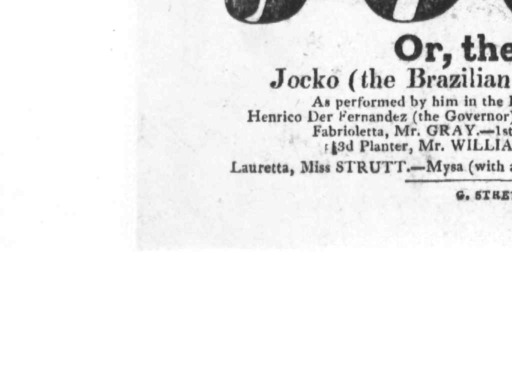 Or, the
Jocko (the Brazilian
As performed by him in the
Henrico Der Fernandez (the Governor)
Fabrioletta, Mr. GRAY.—1st
3d Planter, Mr. WILLIA
Lauretta, Miss STRUTT.—Mysa (with a
G. STRE